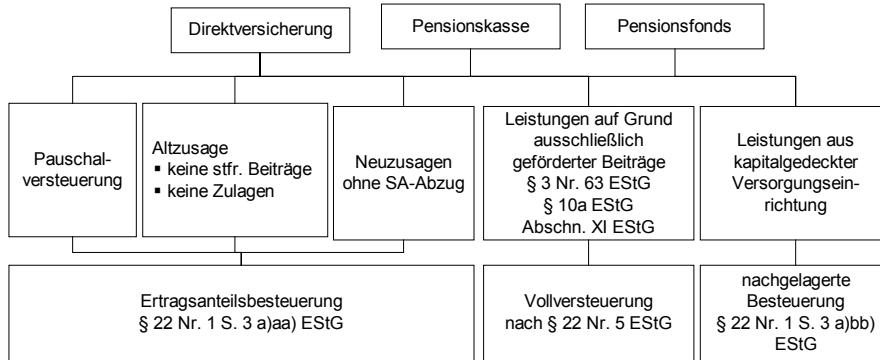 Direktversicherung
Pensionskasse
Pensionsfonds
Pauschal-
versteuerung
Altzusage
▪ keine stfr. Beiträge
▪ keine Zulagen
Neuzusagen
ohne SA-Abzug
Leistungen auf Grund
ausschließlich
geförderter Beiträge
§ 3 Nr. 63 EStG
§ 10a EStG
Abschn. XI EStG
Leistungen aus
kapitalgedeckter
Versorgungsein-
richtung
Ertragsanteilsbesteuerung
§ 22 Nr. 1 S. 3 a)aa) EStG
Vollversteuerung
nach § 22 Nr. 5 EStG
nachgelagerte
Besteuerung
§ 22 Nr. 1 S. 3 a)bb)
EStG